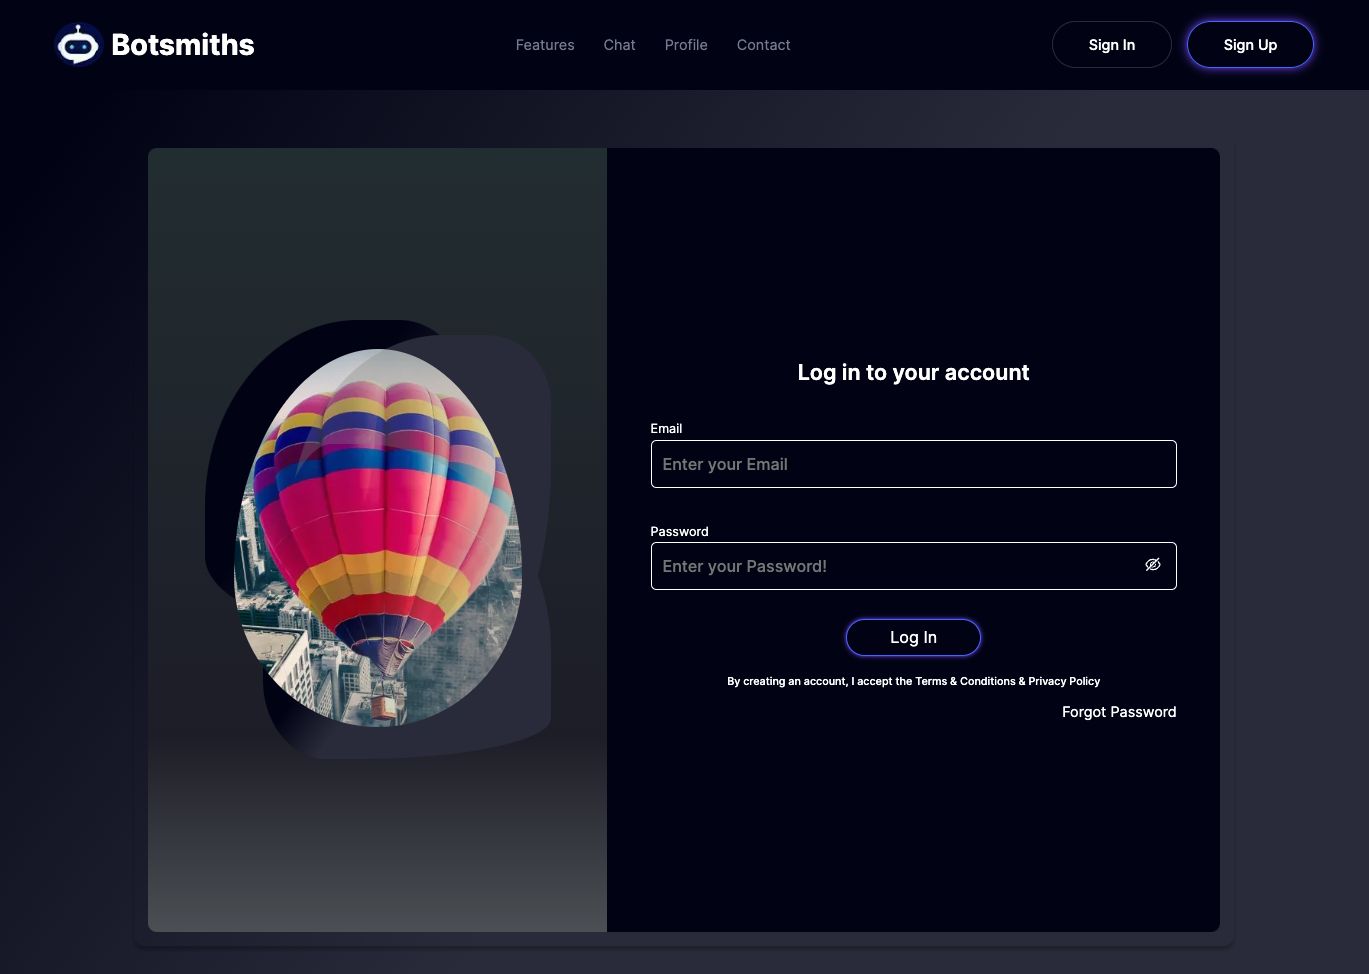 Botsmiths
Features Chat Profile Contact
Sign In
Sign Up
Log in to your account
Email
Enter your Email
Password
Enter your Password!
Log In
By creating an account, I accept the Terms & Conditions & Privacy Policy
Forgot Password